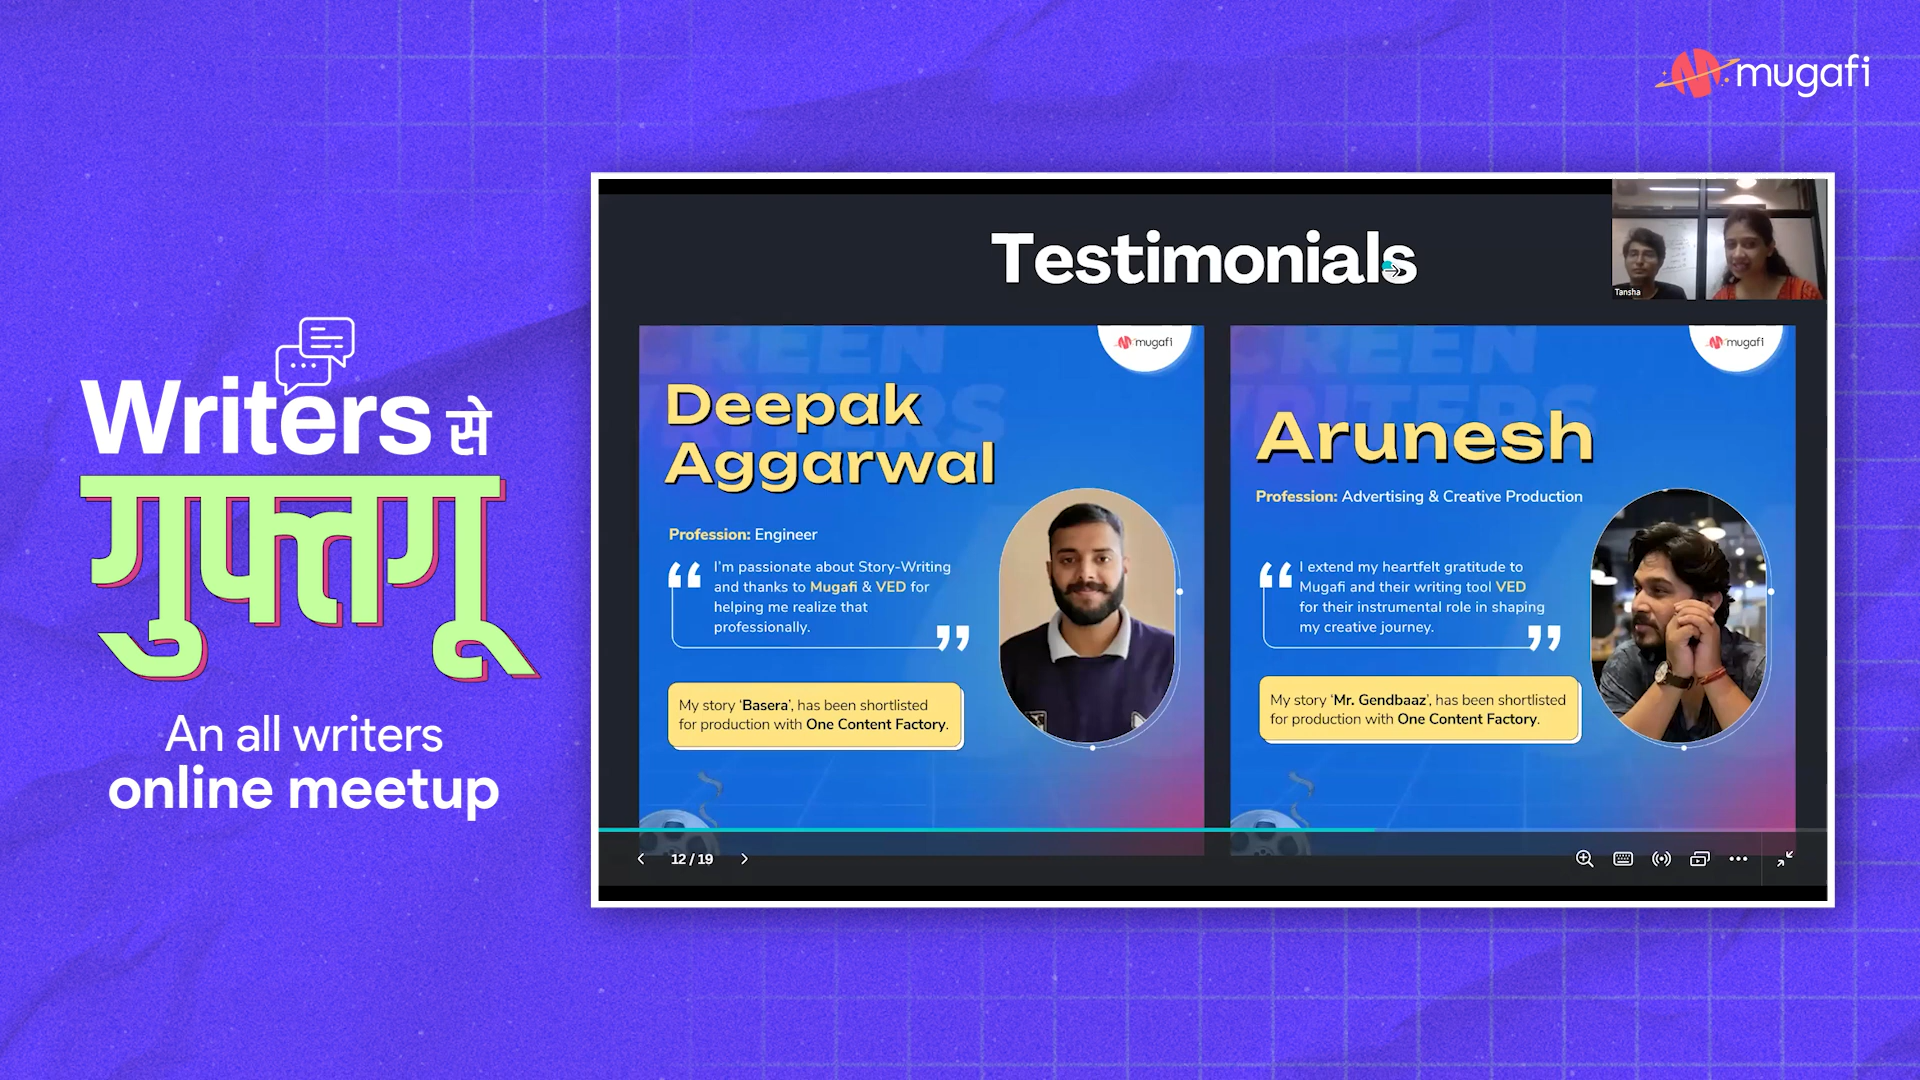 mugafi
Writers से
गुफ्तगू
An all writers
online meetup
Testimonials
Tansha
SCREEN
WRITERS
mugafi
Deepak
Aggarwal
Profession: Engineer
“ I’m passionate about Story-Writing
and thanks to Mugafi & VED for
helping me realize that
professionally. ”
My story ‘Basera’, has been shortlisted
for production with One Content Factory.
CREEN
WRITERS
mugafi
Arunesh
Profession: Advertising & Creative Production
“ I extend my heartfelt gratitude to
Mugafi and their writing tool VED
for their instrumental role in shaping
my creative journey. ”
My story ‘Mr. Gendbaaz’, has been shortlisted
for production with One Content Factory.
12 / 19